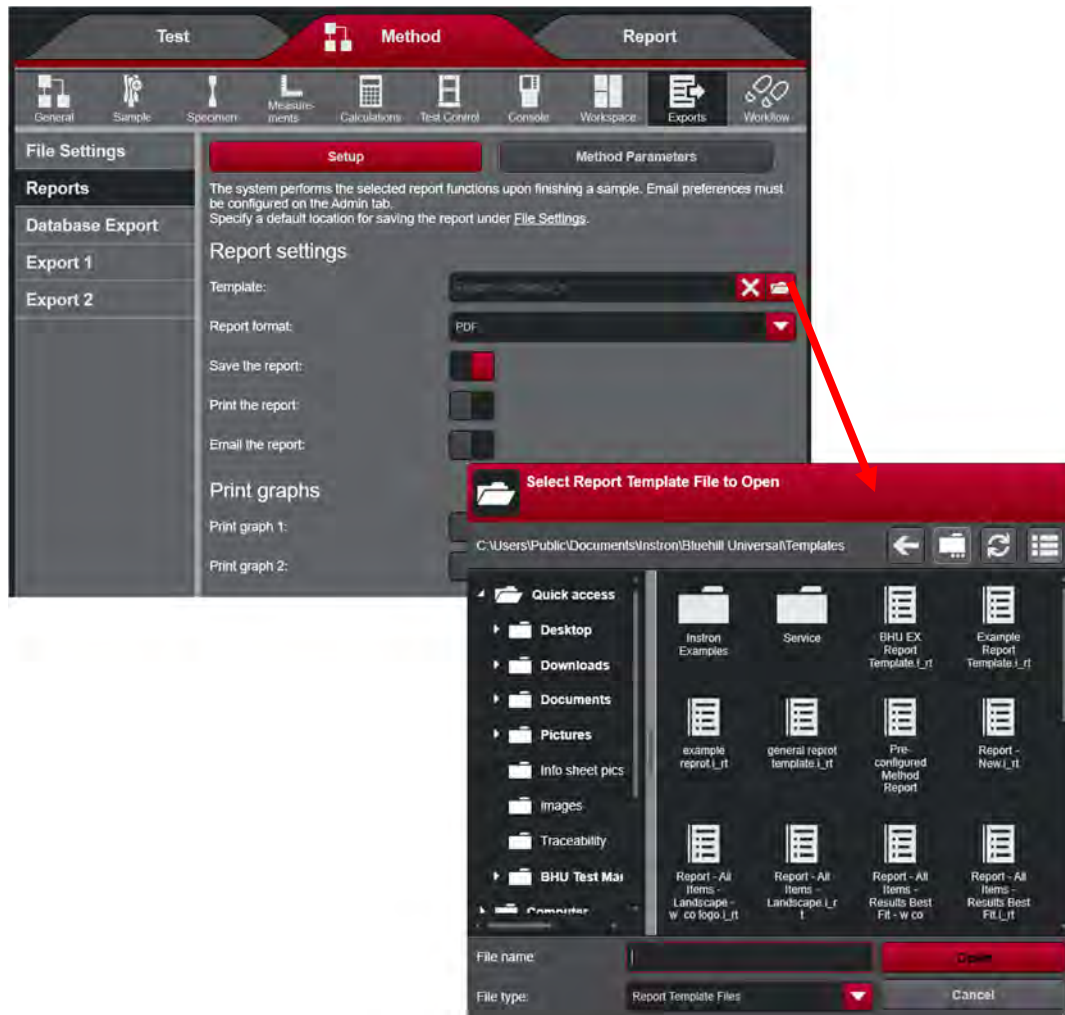 Test
Method
Report
General
Sample
Specimen
Measure-
ments
Calculations
Test Control
Console
Workspace
Exports
Workflow
File Settings
Reports
Database Export
Export 1
Export 2
Setup
Method Parameters
The system performs the selected report functions upon finishing a sample. Email preferences must
be configured on the Admin tab.
Specify a default location for saving the report under File Settings.
Report settings
Template:
Report format:
PDF
Save the report:
Print the report:
Email the report:
Print graphs
Print graph 1:
Print graph 2:
Select Report Template File to Open
C:\Users\Public\Documents\Instron\Bluehill Universal\Templates
Quick access
Desktop
Downloads
Documents
Pictures
Info sheet pics
Images
Traceability
BHU Test Mar
Computer
Instron
Examples
Service
BHU EX
Report
Template.i_rt
Example
Report
Template.i_rt
example
reprot.i_rt
general reprot
template.i_rt
Pre-
configured
Method
Report
Report -
New.i_rt
Report - All
Items -
Landscape -
w co logo.i_rt
Report - All
Items -
Landscape.i_r
t
Report - All
Items -
Results Best
Fit - w co
Report - All
Items -
Results Best
Fit.i_rt
File name:
Open
File type:
Report Template Files
Cancel